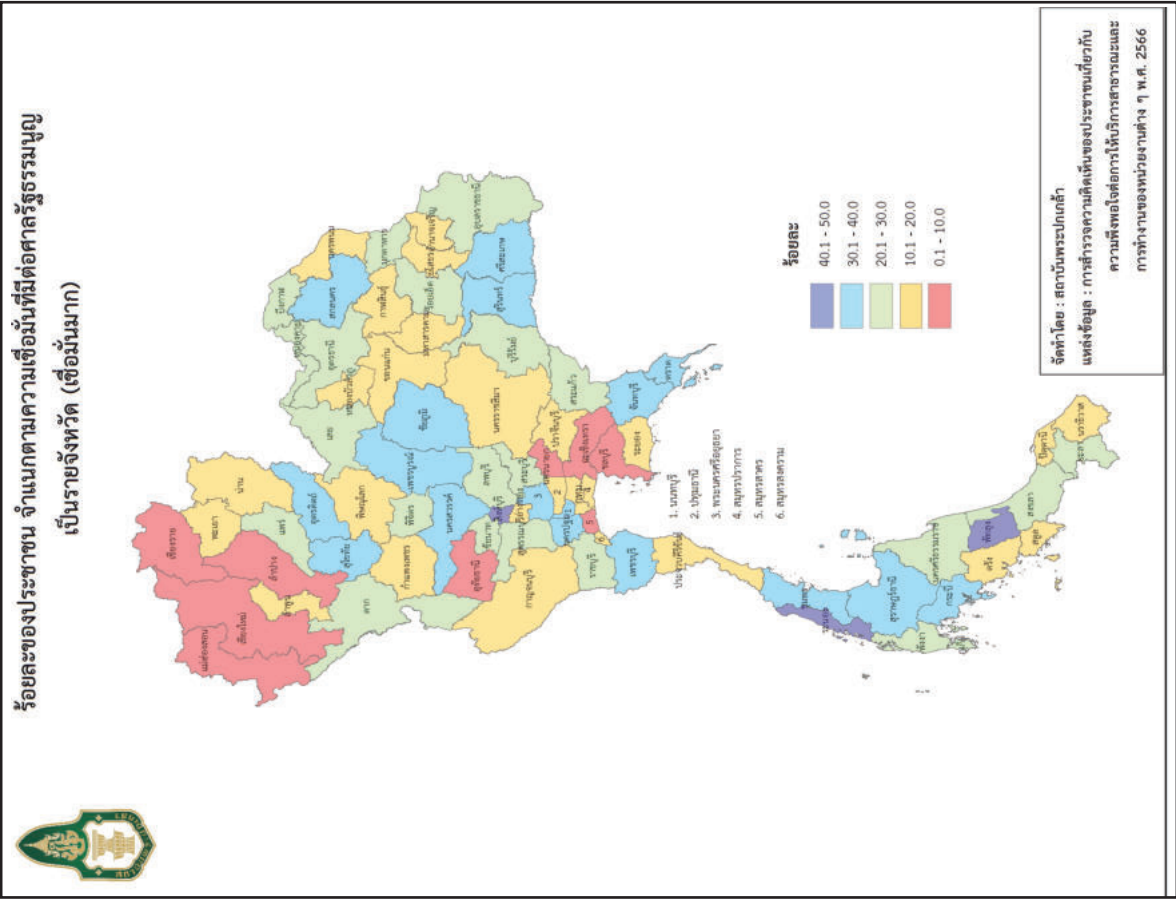 ร้อยละของประชาชน จำแนกตามความเชื่อมั่นที่มีต่อศาลรัฐธรรมนูญ
เป็นรายจังหวัด (เชื่อมั่นมาก)
เชียงราย
แม่ฮ่องสอน
เชียงใหม่
พะเยา
น่าน
ลำปาง
ลำพูน
แพร่
อุตรดิตถ์
ตาก
สุโขทัย
พิษณุโลก
กำแพงเพชร
พิจิตร
เพชรบูรณ์
เลย
หนองบัวลำภู
อุดรธานี
หนองคาย
บึงกาฬ
สกลนคร
นครพนม
ขอนแก่น
กาฬสินธุ์
มุกดาหาร
มหาสารคาม
ร้อยเอ็ด
ยโสธร
อำนาจเจริญ
อุบลราชธานี
ชัยภูมิ
นครราชสีมา
บุรีรัมย์
สุรินทร์
ศรีสะเกษ
นครสวรรค์
อุทัยธานี
ชัยนาท
ลพบุรี
สระบุรี
กาญจนบุรี
นครนายก
ปราจีนบุรี
สระแก้ว
ฉะเชิงเทรา
ชลบุรี
ระยอง
จันทบุรี
ตราด
ราชบุรี
เพชรบุรี
ประจวบคีรีขันธ์
ชุมพร
ระนอง
สุราษฎร์ธานี
พังงา
กระบี่
นครศรีธรรมราช
ตรัง
พัทลุง
สตูล
สงขลา
ปัตตานี
ยะลา
นราธิวาส
3
2
1
4
5
6
1. นนทบุรี
2. ปทุมธานี
3. พระนครศรีอยุธยา
4. สมุทรปราการ
5. สมุทรสาคร
6. สมุทรสงคราม
ร้อยละ
40.1 - 50.0
30.1 - 40.0
20.1 - 30.0
10.1 - 20.0
0.1 - 10.0
จัดทำโดย : สถาบันพระปกเกล้า
แหล่งข้อมูล : การสำรวจความคิดเห็นของประชาชนเกี่ยวกับ
ความพึงพอใจต่อการให้บริการสาธารณะและ
การทำงานของหน่วยงานต่าง ๆ พ.ศ. 2566